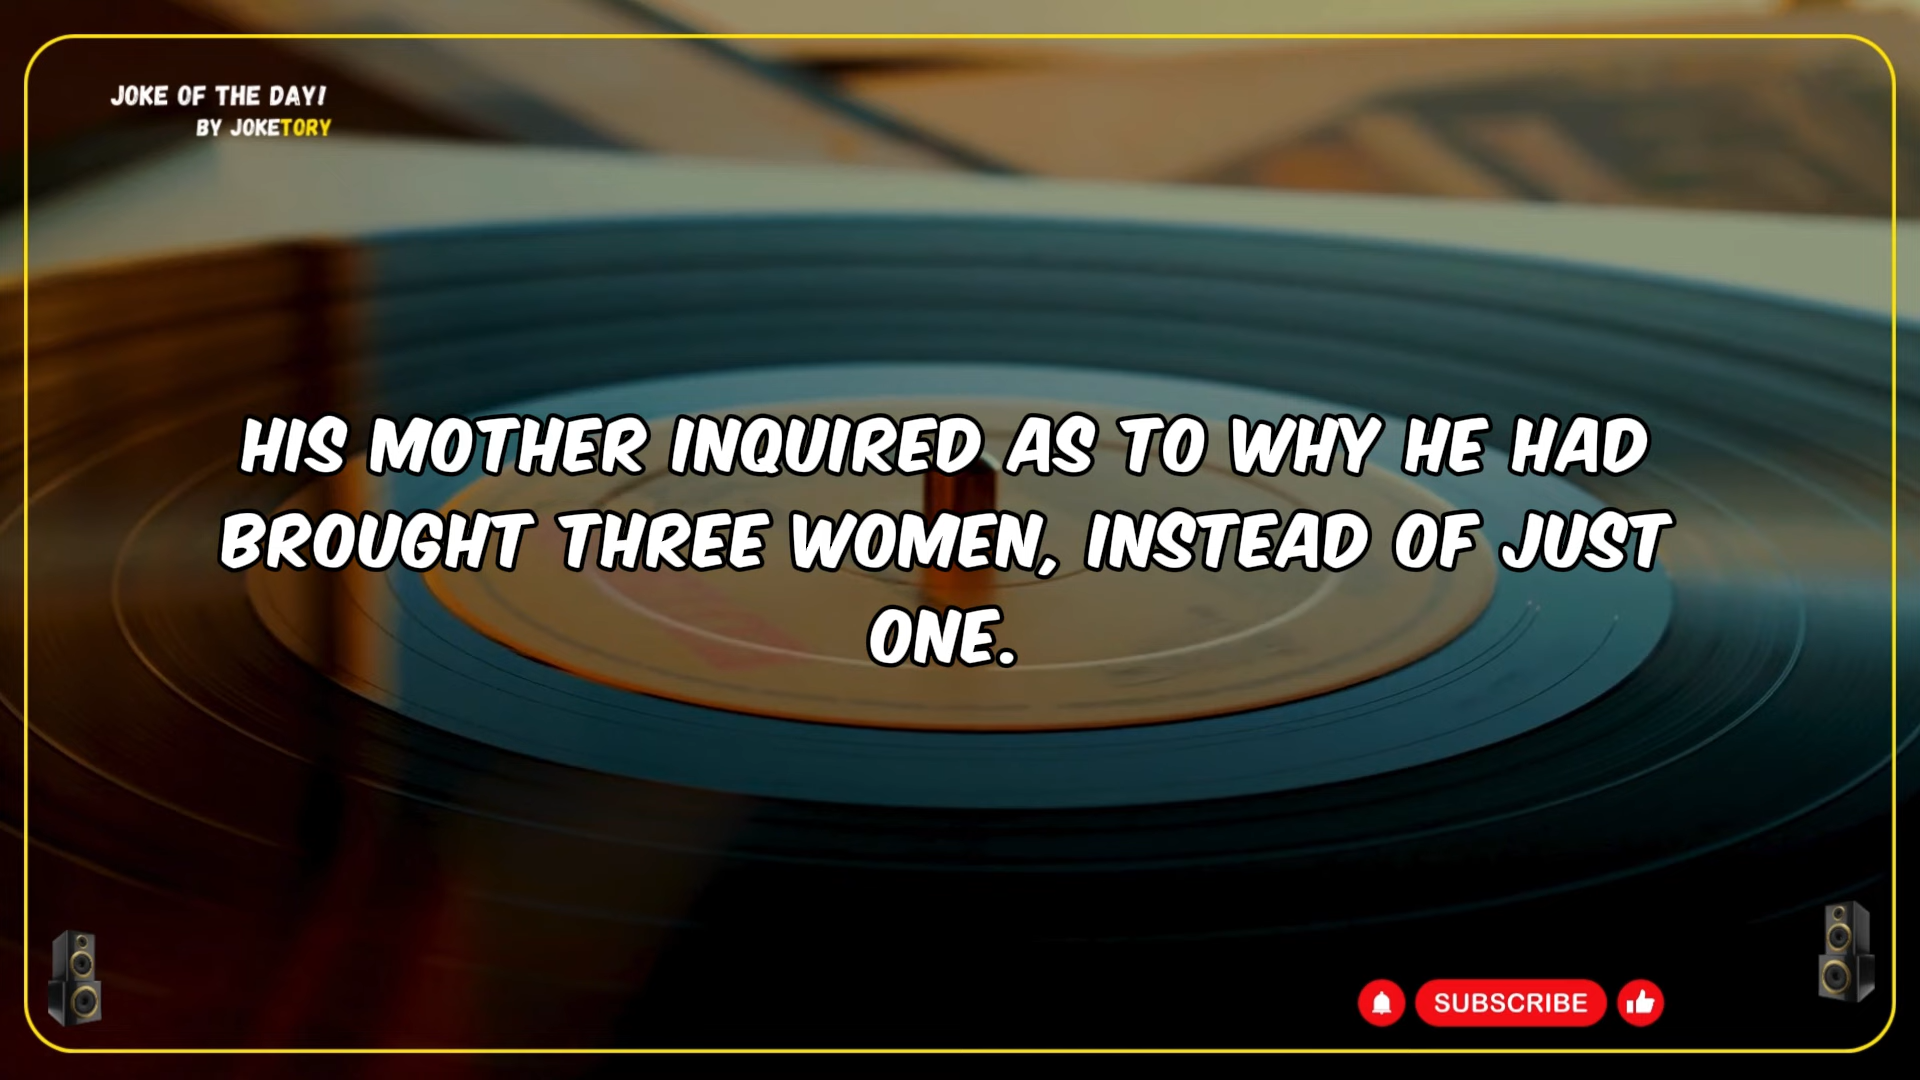 JOKE OF THE DAY!
BY JOKETORY
HIS MOTHER INQUIRED AS TO WHY HE HAD
BROUGHT THREE WOMEN, INSTEAD OF JUST
ONE.
SUBSCRIBE